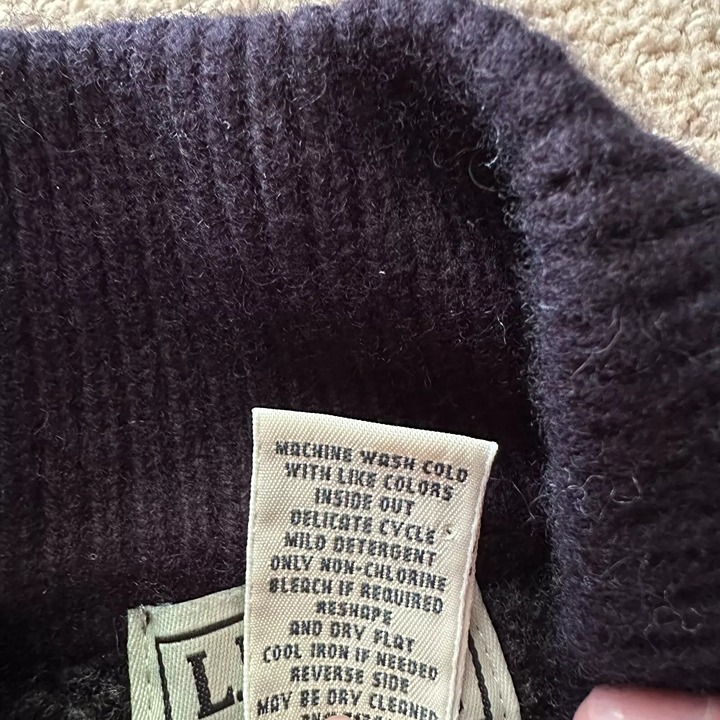 MACHINE WASH COLD
WITH LIKE COLORS
INSIDE OUT
DELICATE CYCLE
MILD DETERGENT
ONLY NON-CHLORINE
BLEACH IF REQUIRED
RESHAPE
AND DRY FLAT
COOL IRON IF NEEDED
REVERSE SIDE
MAY BE DRY CLEANED